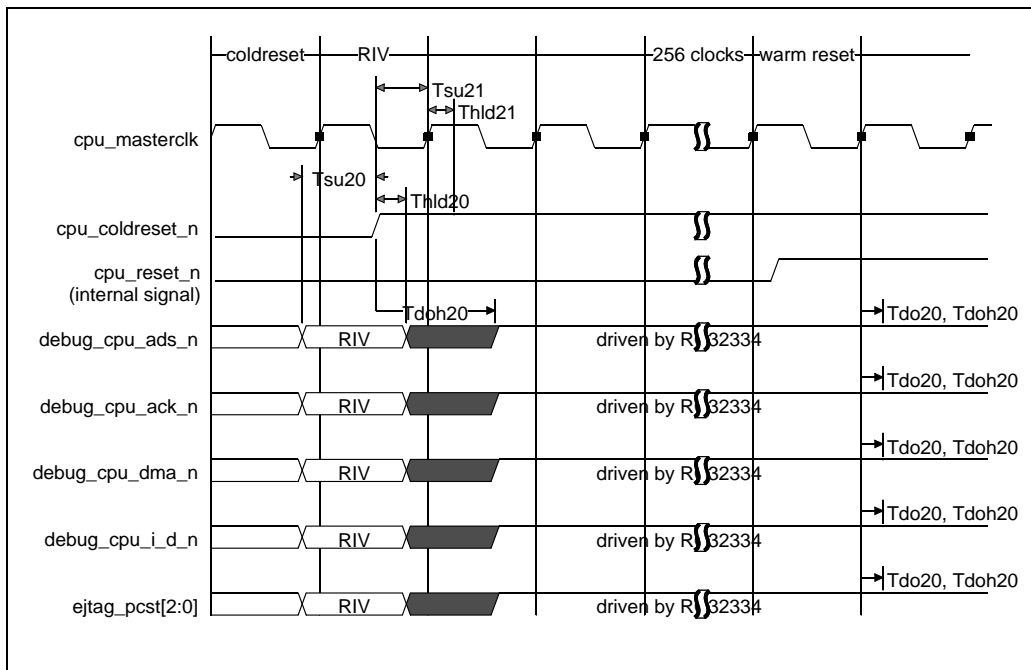 coldreset RIV 256 clocks warm reset
Tsu21
Thld21
cpu_masterclk
Tsu20
Thld20
cpu_coldreset_n
cpu_reset_n
(internal signal)
Tdoh20
Tdo20, Tdoh20
debug_cpu_ads_n RIV driven by R 32334
Tdo20, Tdoh20
debug_cpu_ack_n RIV driven by R 32334
Tdo20, Tdoh20
debug_cpu_dma_n RIV driven by R 32334
Tdo20, Tdoh20
debug_cpu_i_d_n RIV driven by R 32334
Tdo20, Tdoh20
ejtag_pcst[2:0] RIV driven by R 32334